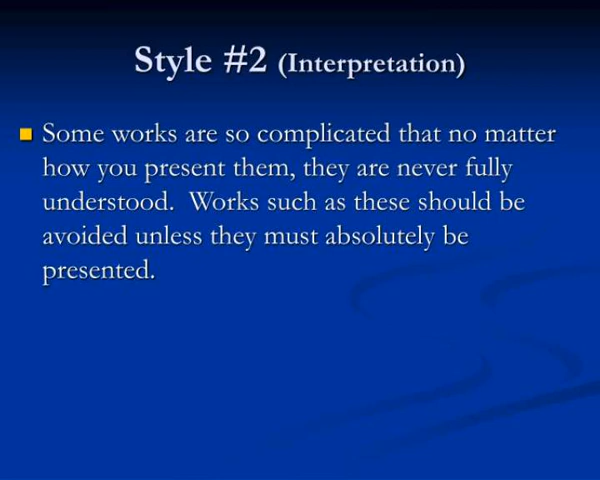 Style #2 (Interpretation)
Some works are so complicated that no matter
how you present them, they are never fully
understood.  Works such as these should be
avoided unless they must absolutely be
presented.